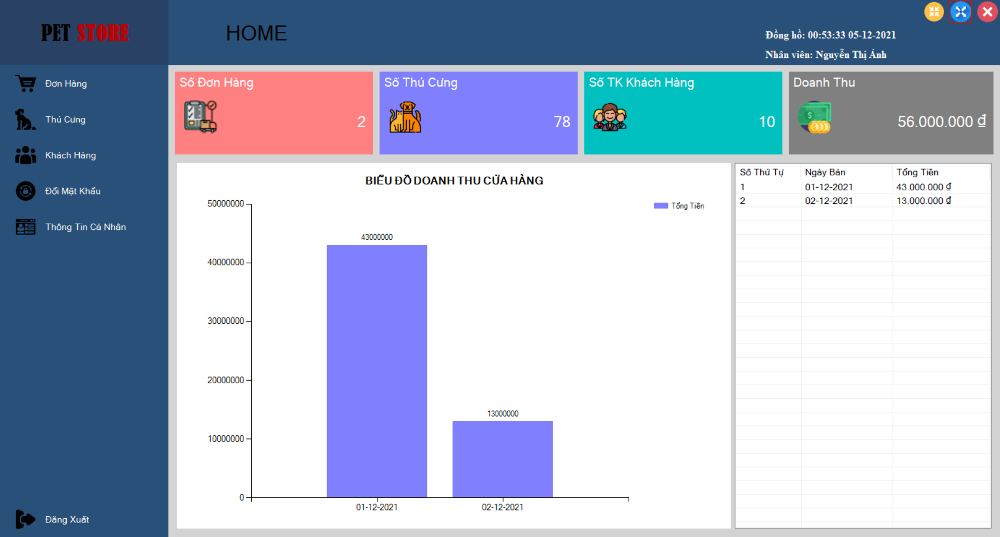 PET STORE
HOME
Đồng hồ: 00:53:33 05-12-2021
Nhân viên: Nguyễn Thị Ánh
Đơn Hàng
Thú Cưng
Khách Hàng
Đổi Mật Khẩu
Thông Tin Cá Nhân
Đăng Xuất
Số Đơn Hàng
2
Số Thú Cưng
78
Số TK Khách Hàng
10
Doanh Thu
56.000.000 ₫
BIỂU ĐỒ DOANH THU CỬA HÀNG
Tổng Tiền
50000000
40000000
30000000
20000000
10000000
0
43000000
13000000
01-12-2021 02-12-2021
Số Thứ Tự Ngày Bán Tổng Tiền
1 01-12-2021 43.000.000 ₫
2 02-12-2021 13.000.000 ₫